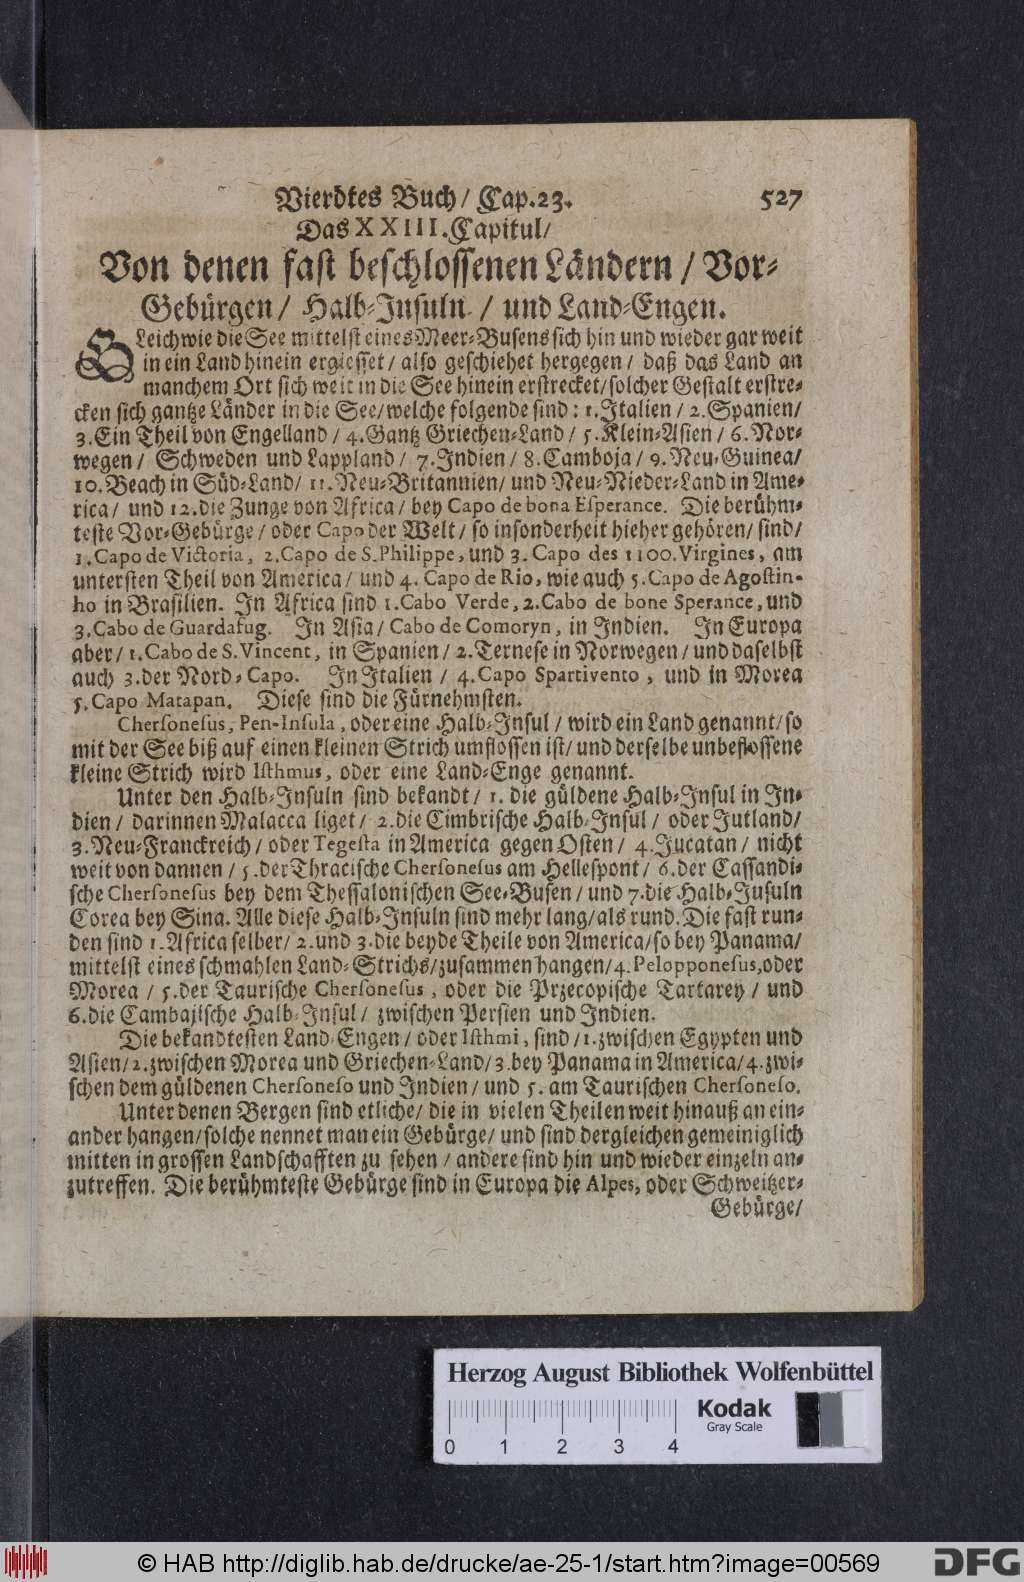 Vierdtes Buch / Cap. 23. 527
Das XXIII. Capitul /
Von denen fast beschlossenen Ländern / Vor-
Gebürgen / Halb-Insuln / und Land-Engen.
GLeichwie die See mittelst eines Meer-Busens sich hin und wieder gar weit
in ein Land hinein ergiesset / also geschiehet hergegen / daß das Land an
manchem Ort sich weit in die See hinein erstrecket / solcher Gestalt erstre-
cken sich gantze Länder in die See / welche folgende sind: 1. Italien / 2. Spanien /
3. Ein Theil von Engelland / 4. Gantz Griechen-Land / 5. Klein-Asien / 6. Nor-
wegen / Schweden und Lappland / 7. Indien / 8. Camboja / 9. Neu-Guinea /
10. Beach in Süd-Land / 11. Neu-Britannien / und Neu-Nieder-Land in Ame-
rica / und 12. die Zunge von Africa / bey Capo de bona Esperance. Die berühm-
teste Vor-Gebürge / oder Capo der Welt / so insonderheit hieher gehören / sind /
1. Capo de Victoria, 2. Capo de S. Philippe, und 3. Capo des 1100. Virgines, am
untersten Theil von America / und 4. Capo de Rio, wie auch 5. Capo de Agostin-
ho in Brasilien. In Africa sind 1. Cabo Verde, 2. Cabo de bone Sperance, und
3. Cabo de Guardafug. In Asia / Cabo de Comoryn, in Indien. In Europa
aber / 1. Cabo de S. Vincent, in Spanien / 2. Ternese in Norwegen / und daselbst
auch 3. der Nord-Capo. In Italien / 4. Capo Spartivento, und in Morea
5. Capo Matapan. Diese sind die Fürnehmsten.
Chersonesus, Pen-Insula, oder eine Halb-Insul / wird ein Land genannt / so
mit der See biß auf einen kleinen Strich umflossen ist / und derselbe unbeflossene
kleine Strich wird Isthmus, oder eine Land-Enge genannt.
Unter den Halb-Insuln sind bekandt / 1. die güldene Halb-Insul in In-
dien / darinnen Malacca liget / 2. die Cimbrische Halb-Insul / oder Jutland /
3. Neu-Franckreich / oder Tegesta in America gegen Osten / 4. Jucatan / nicht
weit von dannen / 5. der Thracische Chersonesus am Hellespont / 6. der Cassandi-
sche Chersonesus bey dem Thessalonischen See-Busen / und 7. die Halb-Insuln
Corea bey Sina. Alle diese Halb-Insuln sind mehr lang / als rund. Die fast run-
den sind 1. Africa selber / 2. und 3. die beyde Theile von America / so bey Panama /
mittelst eines schmahlen Land-Strichs / zusammen hangen / 4. Peloponnesus, oder
Morea / 5. der Taurische Chersonesus, oder die Przecopische Tartarey / und
6. die Cambajische Halb-Insul / zwischen Persien und Indien.
Die bekandtesten Land-Engen / oder Isthmi, sind / 1. zwischen Egypten und
Asien / 2. zwischen Morea und Griechen-Land / 3. bey Panama in America / 4. zwi-
schen dem güldenen Chersoneso und Indien / und 5. am Taurischen Chersoneso.
Unter denen Bergen sind etliche / die in vielen Theilen weit hinauß an ein-
ander hangen / solche nennet man ein Gebürge / und sind dergleichen gemeiniglich
mitten in grossen Landschafften zu sehen / andere sind hin und wieder einzeln an-
zutreffen. Die berühmteste Gebürge sind in Europa die Alpes, oder Schweitzer-
Gebürge /
Herzog August Bibliothek Wolfenbüttel
Kodak
Gray Scale
0 1 2 3 4
© HAB http://diglib.hab.de/drucke/ae-25-1/start.htm?image=00569
DFG